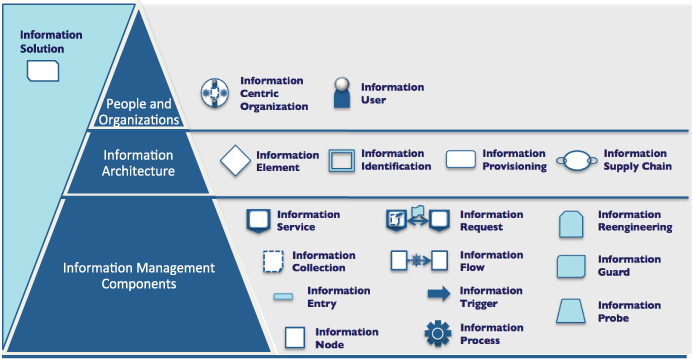 Information
Solution
People and
Organizations
Information
Centric
Organization
Information
User
Information
Architecture
Information
Element
Information
Identification
Information
Provisioning
Information
Supply Chain
Information Management
Components
Information
Service
Information
Request
Information
Reengineering
Information
Collection
Information
Flow
Information
Guard
Information
Entry
Information
Trigger
Information
Probe
Information
Node
Information
Process